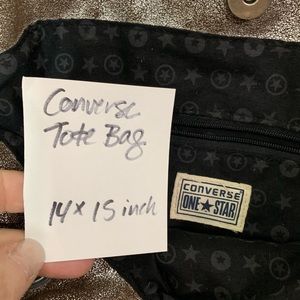 Converse
Tote Bag
14 x 15 inch
CONVERSE
ONE★STAR